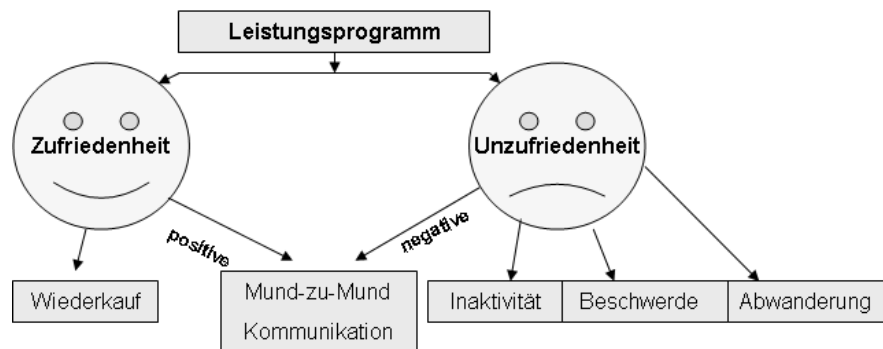 Leistungsprogramm
Zufriedenheit
Unzufriedenheit
positive
negative
Wiederkauf
Mund-zu-Mund
Kommunikation
Inaktivität
Beschwerde
Abwanderung